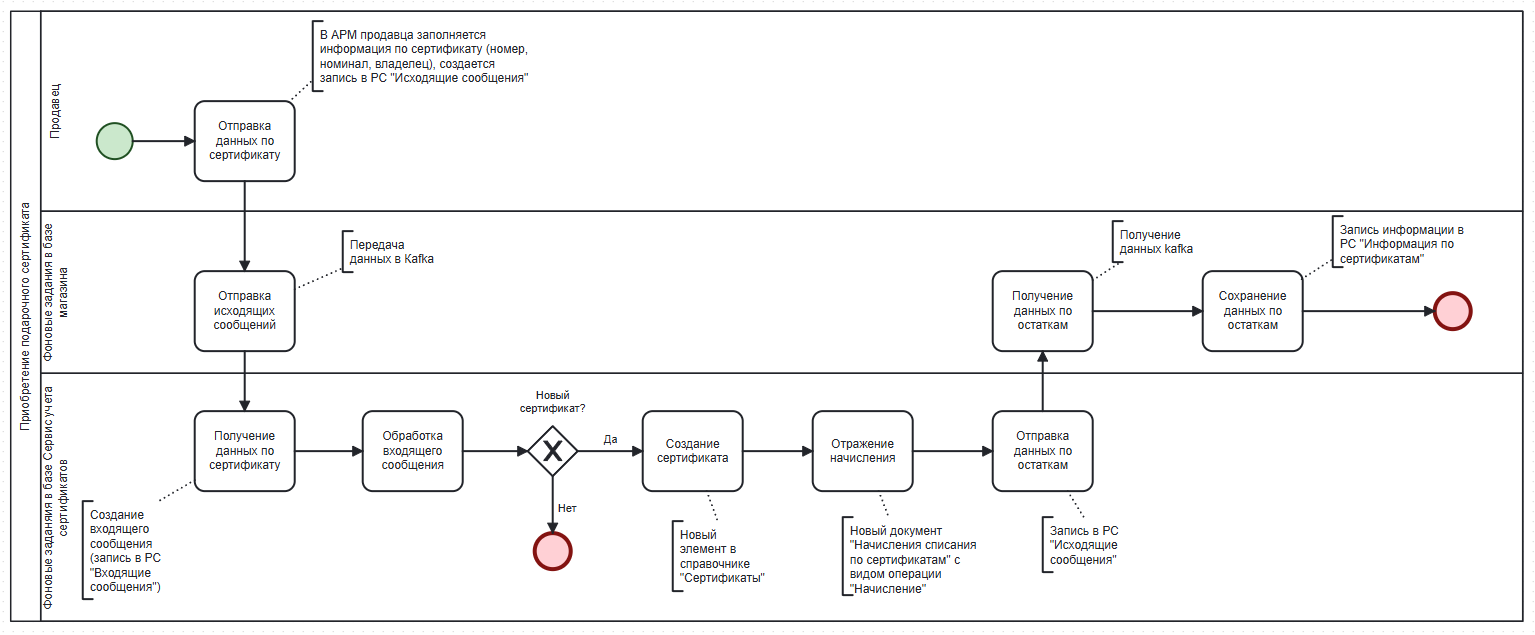 Приобретение подарочного сертификата
Продавец
В АРМ продавца заполняется
информация по сертификату (номер,
номинал, владелец), создается
запись в РС "Исходящие сообщения"
Отправка
данных по
сертификату
Фоновые задания в базе
магазина
Передача
данных в Kafka
Отправка
исходящих
сообщений
Получение
данных по
остаткам
Получение
данных kafka
Сохранение
данных по
остаткам
Запись информации в
РС "Информация по
сертификатам"
Фоновые заданяия в базе Сервис учета
сертификатов
Получение
данных по
сертификату
Создание
входящего
сообщения
(запись в РС
"Входящие
сообщения")
Обработка
входящего
сообщения
Новый
сертификат?
Да
Нет
Создание
сертификата
Новый
элемент в
справочнике
"Сертификаты"
Отражение
начисления
Новый документ
"Начисления списания
по сертификатам" с
видом операции
"Начисление"
Отправка
данных по
остаткам
Запись в РС
"Исходящие
сообщения"